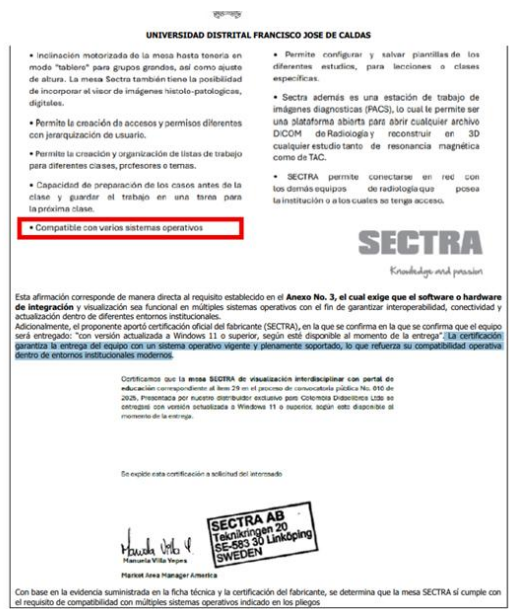 UNIVERSIDAD DISTRITAL FRANCISCO JOSE DE CALDAS
• Inclinación motorizada de la mesa hasta tenerla en
modo "tablero" para grupos grandes, así como ajuste
de altura. La mesa Sectra también tiene la posibilidad
de incorporar el visor de imágenes histolo-patologicas,
digitales.
• Permite la creación de accesos y permisos diferentes
con jerarquización de usuario.
• Permite la creación y organización de listas de trabajo
para diferentes clases, profesores o temas.
• Capacidad de preparación de los casos antes de la
clase y guardar el trabajo en una tarea para
la próxima clase.
• Compatible con varios sistemas operativos
• Permite configurar y salvar plantillas de los
diferentes estudios, para lecciones o clases
específicas.
• Sectra además es una estación de trabajo de
imágenes diagnosticas (PACS), lo cual le permite ser
una plataforma abierta para abrir cualquier archivo
DICOM de Radiología y reconstruir en 3D
cualquier estudio tanto de resonancia magnética
como de TAC.
• SECTRA permite conectarse en red con
los demás equipos de radiología que posea
la institución o a los cuales se tenga acceso.
SECTRA
Knowledge and passion
Esta afirmación corresponde de manera directa al requisito establecido en el Anexo No. 3, el cual exige que el software o hardware
de integración y visualización sea funcional en múltiples sistemas operativos con el fin de garantizar interoperabilidad, conectividad y
actualización dentro de diferentes entornos institucionales.
Adicionalmente, el proponente aportó certificación oficial del fabricante (SECTRA), en la que se confirma en la que se confirma que el equipo
será entregado: "con versión actualizada a Windows 11 o superior, según esté disponible al momento de la entrega". La certificación
garantiza la entrega del equipo con un sistema operativo vigente y plenamente soportado, lo que refuerza su compatibilidad operativa
dentro de entornos institucionales modernos.
Certificamos que la mesa SECTRA de visualización interdisciplinar con portal de
educación correspondiente al ítem 29 en el proceso de convocatoria pública No. 010 de
2025, Presentada por nuestro distribuidor exclusivo para Colombia Didaclibros Ltda se
entregará con versión actualizada a Windows 11 o superior, según este disponible al
momento de la entrega.
Se expide esta certificación a solicitud del interesado
SECTRA AB
Teknikringen 20
SE-583 30 Linköping
SWEDEN
Manuela Villa Y.
Manuela Villa Yepes
Market Area Manager America
Con base en la evidencia suministrada en la ficha técnica y la certificación del fabricante, se determina que la mesa SECTRA sí cumple con
el requisito de compatibilidad con múltiples sistemas operativos indicado en los pliegos